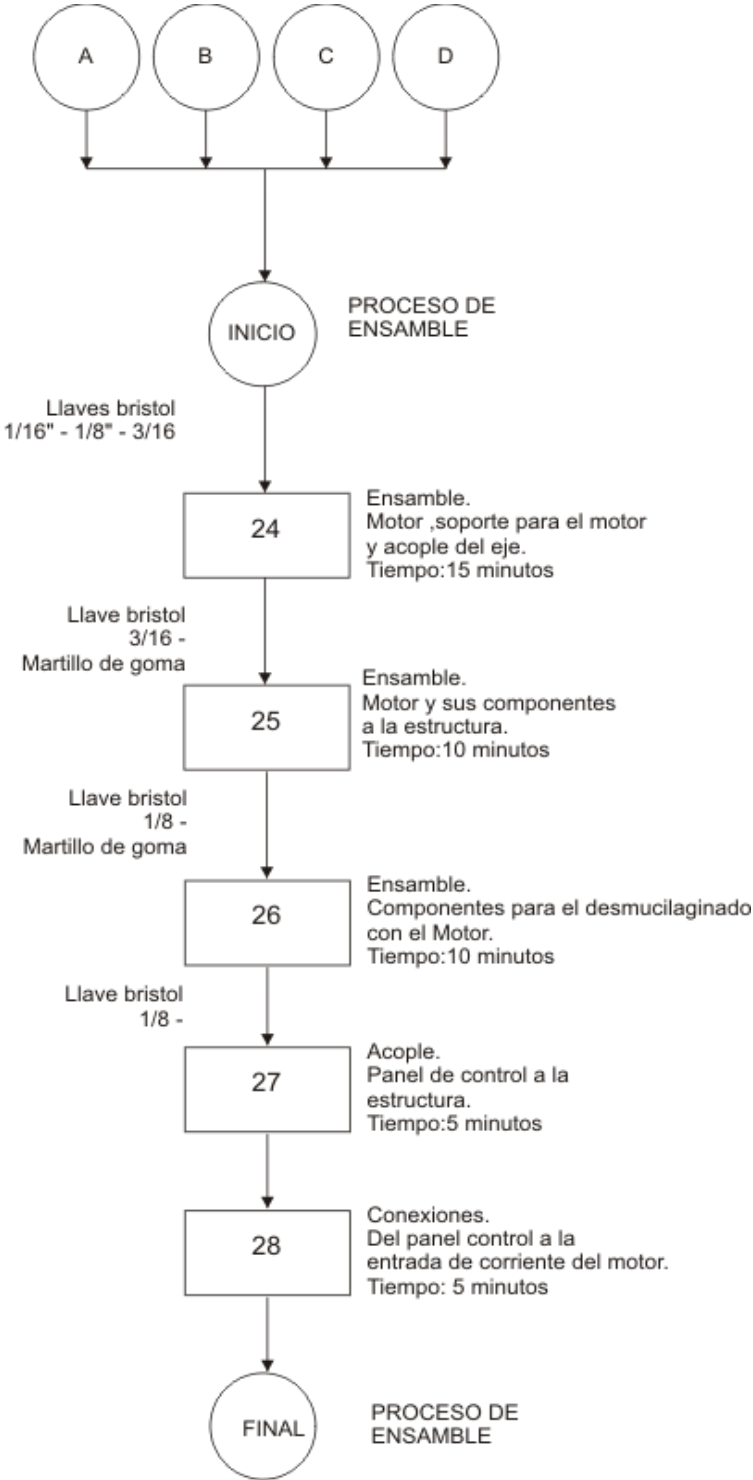 A
B
C
D
INICIO
PROCESO DE
ENSAMBLE
Llaves bristol
1/16" - 1/8" - 3/16
24
Ensamble.
Motor ,soporte para el motor
y acople del eje.
Tiempo:15 minutos
Llave bristol
3/16 -
Martillo de goma
25
Ensamble.
Motor y sus componentes
a la estructura.
Tiempo:10 minutos
Llave bristol
1/8 -
Martillo de goma
26
Ensamble.
Componentes para el desmucilaginado
con el Motor.
Tiempo:10 minutos
Llave bristol
1/8 -
27
Acople.
Panel de control a la
estructura.
Tiempo:5 minutos
28
Conexiones.
Del panel control a la
entrada de corriente del motor.
Tiempo: 5 minutos
FINAL
PROCESO DE
ENSAMBLE